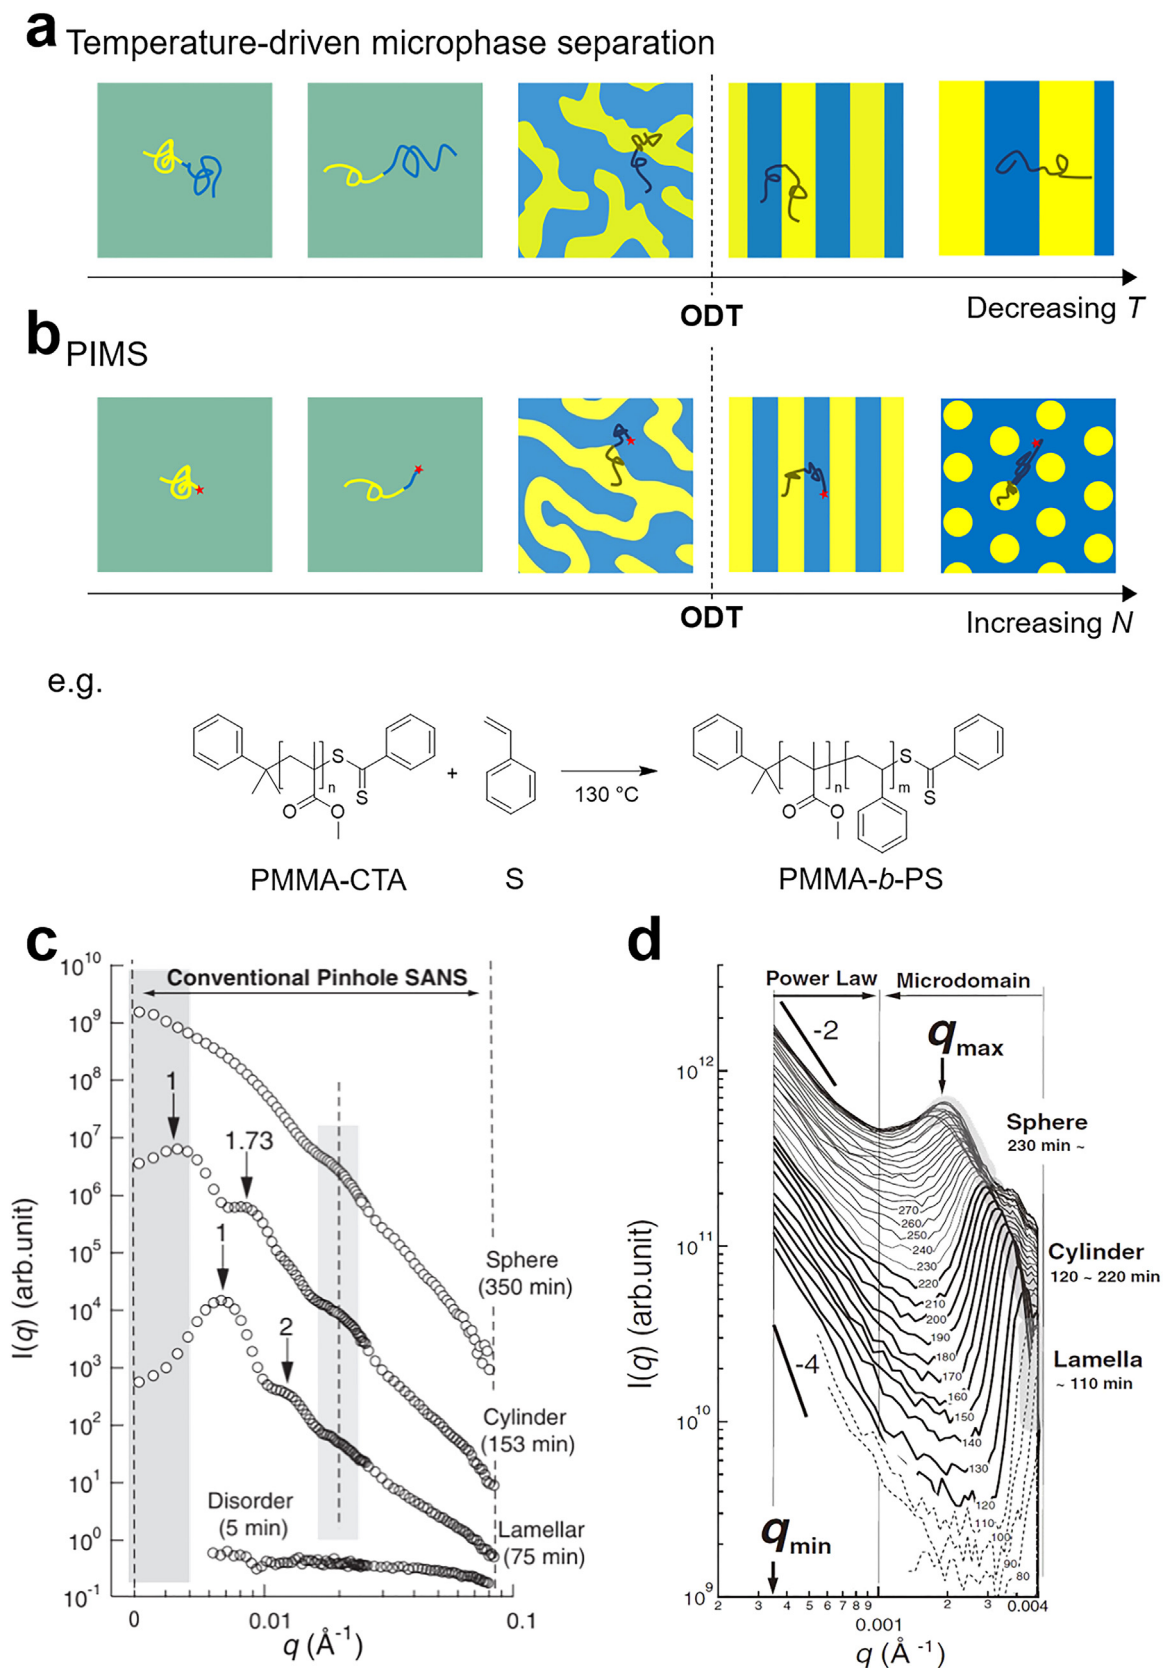 a Temperature-driven microphase separation
ODT
Decreasing T
b PIMS
ODT
Increasing N
e.g.
n
S
S
O
O
+
130 °C
n
m
S
S
O
O
PMMA-CTA
S
PMMA-b-PS
c
Conventional Pinhole SANS
10^10
10^9
10^8
10^7
10^6
10^5
10^4
10^3
10^2
10^1
10^0
10^-1
I(q) (arb.unit)
1
1.73
1
2
Sphere
(350 min)
Cylinder
(153 min)
Lamellar
(75 min)
Disorder
(5 min)
0
0.01
0.1
q (Å-1)
d
Power Law
Microdomain
-2
qmax
10^12
10^11
10^10
10^9
I(q) (arb.unit)
Sphere
230 min ~
Cylinder
120 ~ 220 min
Lamella
~ 110 min
270
260
250
240
230
220
210
200
190
180
170
160
150
140
130
120
110
100
90
80
-4
qmin
2 3 4 5 6 7 8 9 2 3 0.004
0.001
q (Å -1)